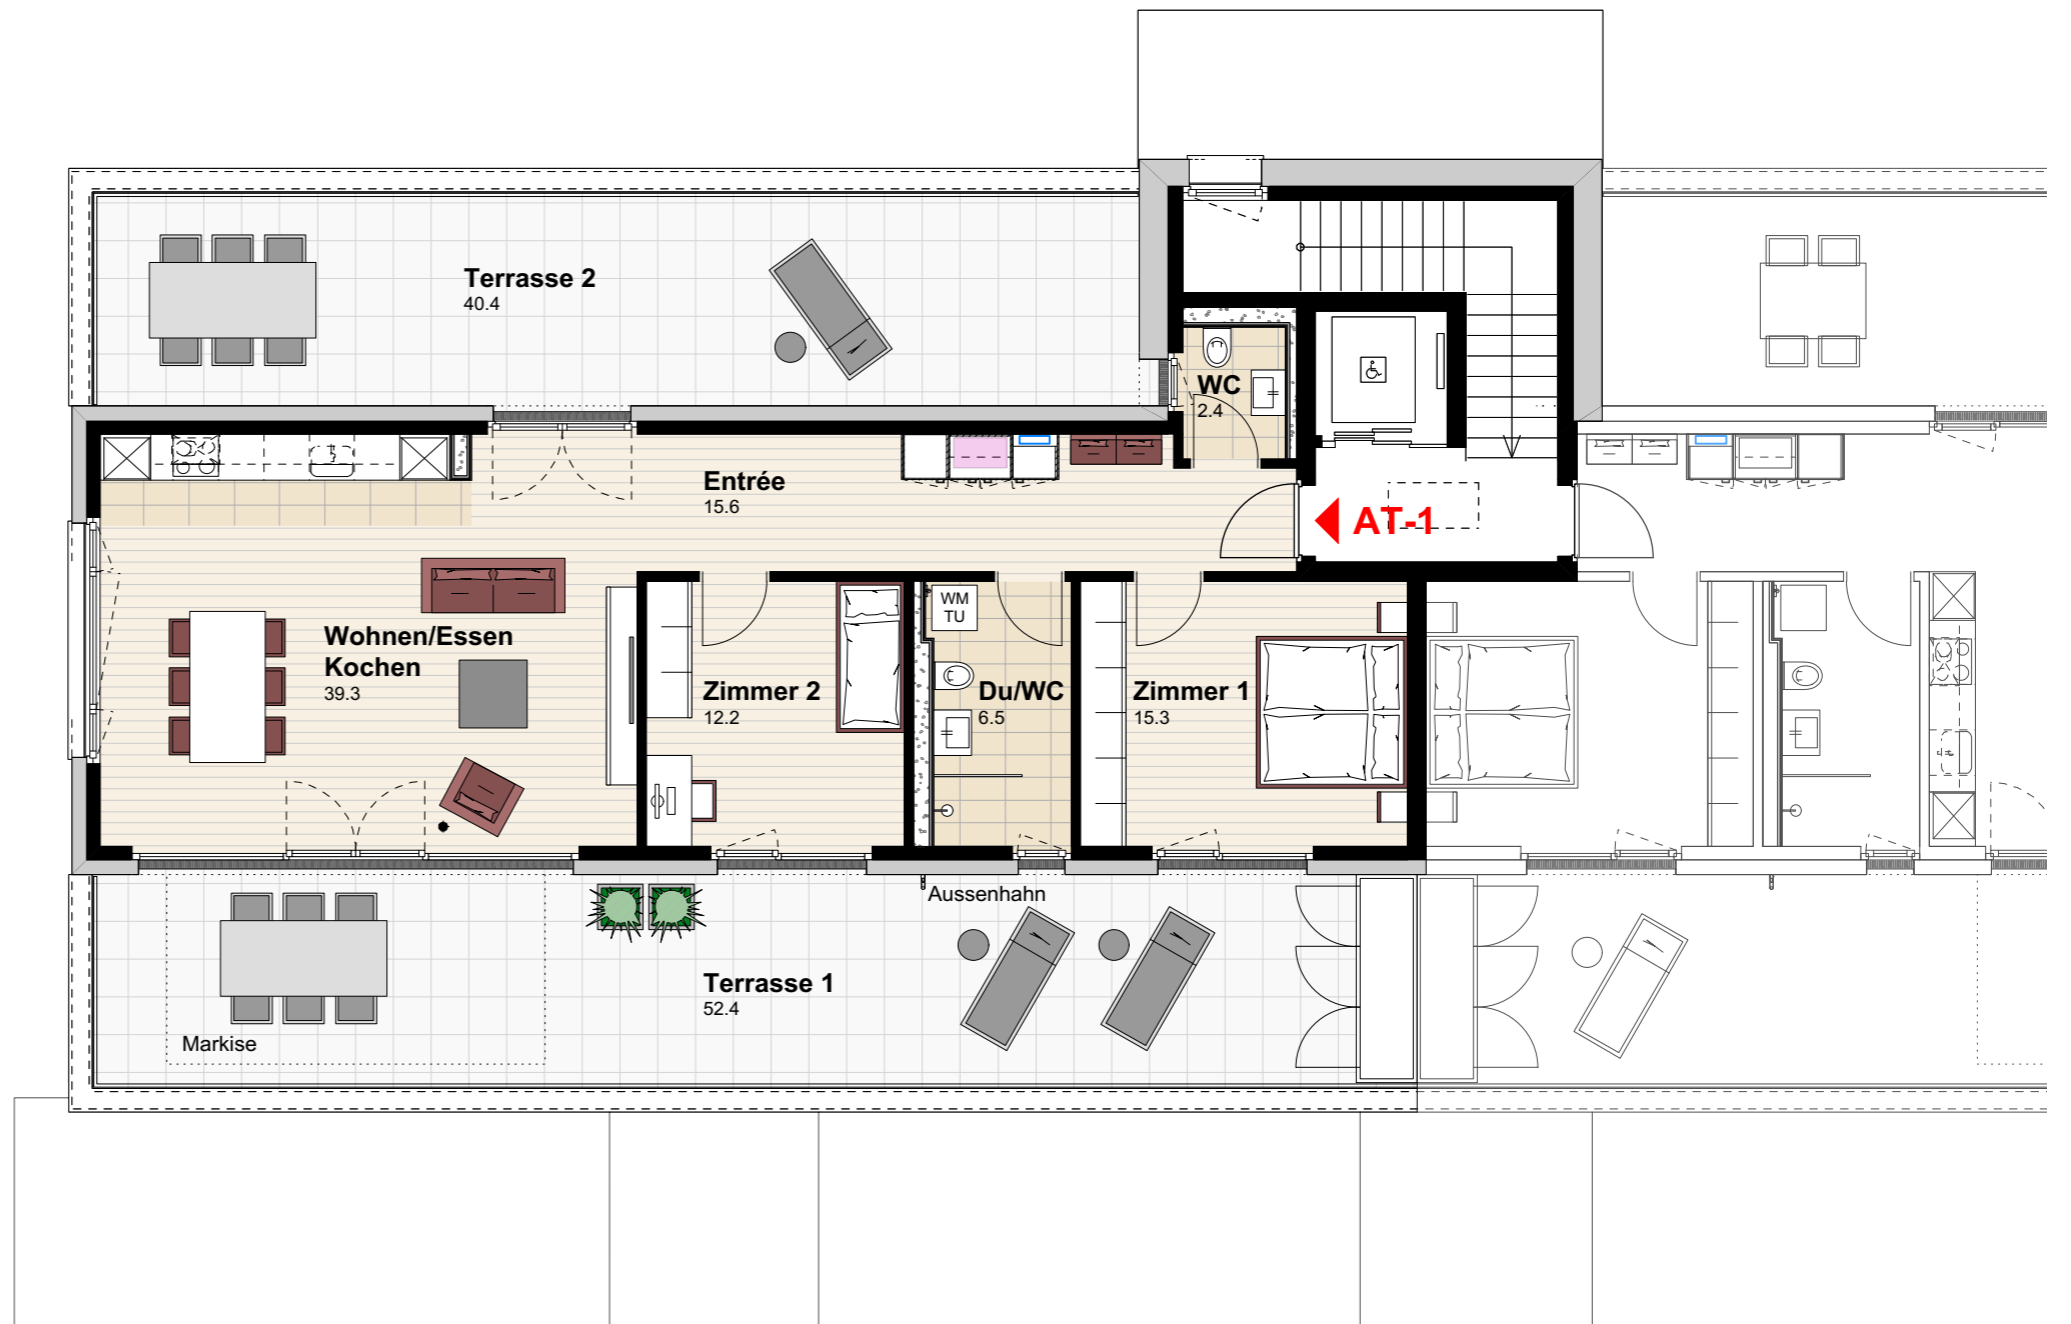 Terrasse 2
40.4
WC
2.4
Entrée
15.6
AT-1
WM
TU
Wohnen/Essen
Kochen
39.3
Zimmer 2
12.2
Du/WC
6.5
Zimmer 1
15.3
Aussenhahn
Terrasse 1
52.4
Markise